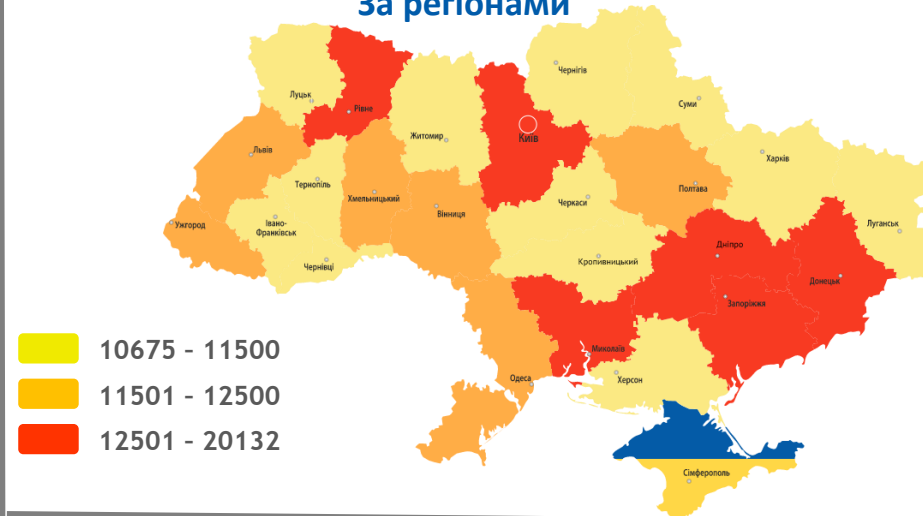 За регіонами
Чернігів
Луцьк
Рівне
Суми
Київ
Житомир
Львів
Харків
Тернопіль
Полтава
Хмельницький
Черкаси
Вінниця
Ужгород
Івано-
Франківськ
Луганськ
Дніпро
Кропивницький
Чернівці
Донецьк
Запоріжжя
10675 - 11500
Миколаїв
Одеса
Херсон
11501 - 12500
12501 - 20132
Сімферополь